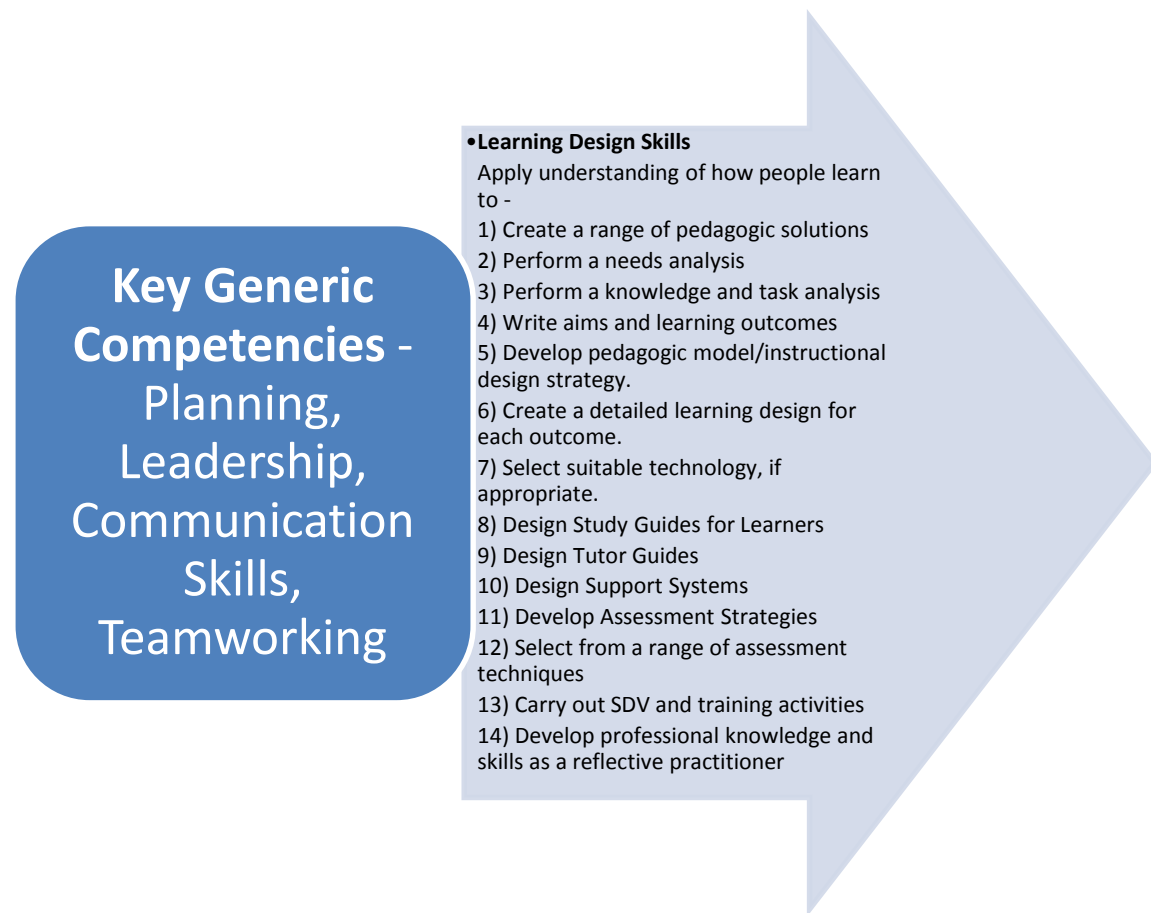 Key Generic
Competencies -
Planning,
Leadership,
Communication
Skills,
Teamworking
•Learning Design Skills
Apply understanding of how people learn
to -
1) Create a range of pedagogic solutions
2) Perform a needs analysis
3) Perform a knowledge and task analysis
4) Write aims and learning outcomes
5) Develop pedagogic model/instructional
design strategy.
6) Create a detailed learning design for
each outcome.
7) Select suitable technology, if
appropriate.
8) Design Study Guides for Learners
9) Design Tutor Guides
10) Design Support Systems
11) Develop Assessment Strategies
12) Select from a range of assessment
techniques
13) Carry out SDV and training activities
14) Develop professional knowledge and
skills as a reflective practitioner